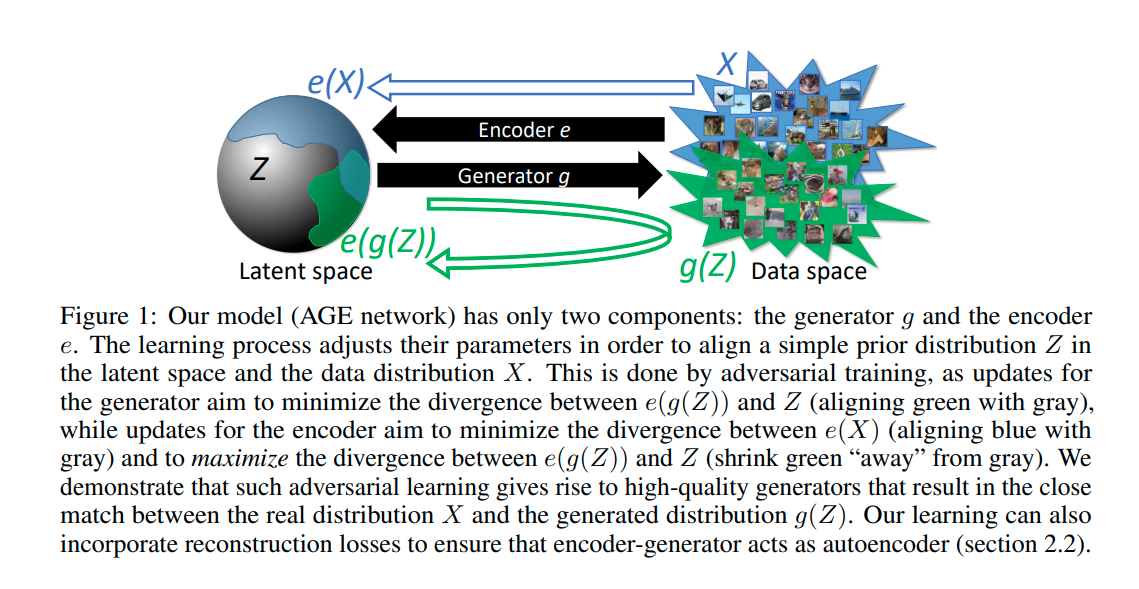 X
e(X)
Encoder e
Z
Generator g
e(g(Z))
g(Z)
Latent space
Data space
Figure 1: Our model (AGE network) has only two components: the generator g and the encoder
e. The learning process adjusts their parameters in order to align a simple prior distribution Z in
the latent space and the data distribution X. This is done by adversarial training, as updates for
the generator aim to minimize the divergence between e(g(Z)) and Z (aligning green with gray),
while updates for the encoder aim to minimize the divergence between e(X) (aligning blue with
gray) and to maximize the divergence between e(g(Z)) and Z (shrink green “away” from gray). We
demonstrate that such adversarial learning gives rise to high-quality generators that result in the close
match between the real distribution X and the generated distribution g(Z). Our learning can also
incorporate reconstruction losses to ensure that encoder-generator acts as autoencoder (section 2.2).